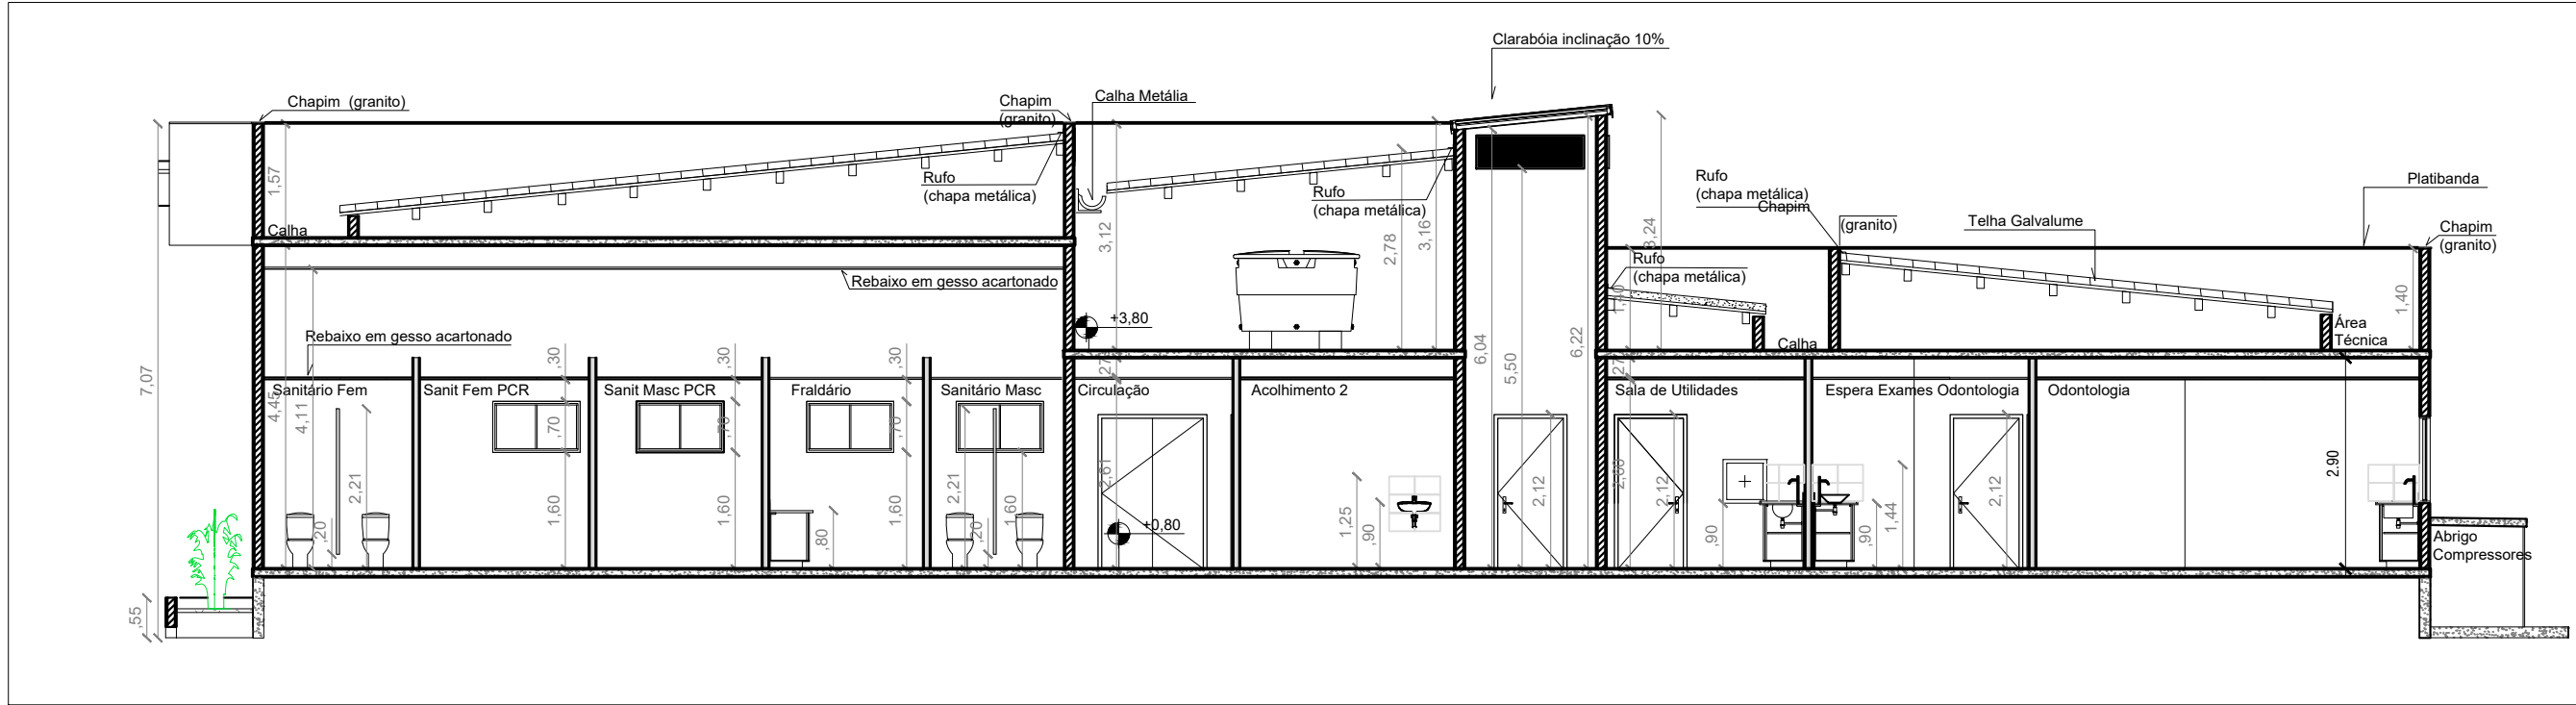 Clarabóia inclinação 10%
Chapim (granito)
Chapim
(granito)
Calha Metália
Rufo
(chapa metálica)
Rufo
(chapa metálica)
Rufo
(chapa metálica)
Chapim
(granito)
Telha Galvalume
Platibanda
Chapim
(granito)
Rufo
(chapa metálica)
1,57
Calha
3,12
2,78
3,16
3,24
1,40
Rebaixo em gesso acartonado
+3,80
Rebaixo em gesso acartonado
Calha
Área
Técnica
7,07
4,45
4,11
,30
,30
,30
6,04
5,50
6,22
Sanitário Fem
Sanit Fem PCR
Sanit Masc PCR
Fraldário
Sanitário Masc
Circulação
Acolhimento 2
Sala de Utilidades
Espera Exames Odontologia
Odontologia
,70
,70
,70
2,21
,20
1,60
1,60
,80
1,60
2,21
,20
1,60
2,61
+0,80
1,25
,90
2,12
2,12
,90
,90
1,44
2,12
2.90
Abrigo
Compressores
,55